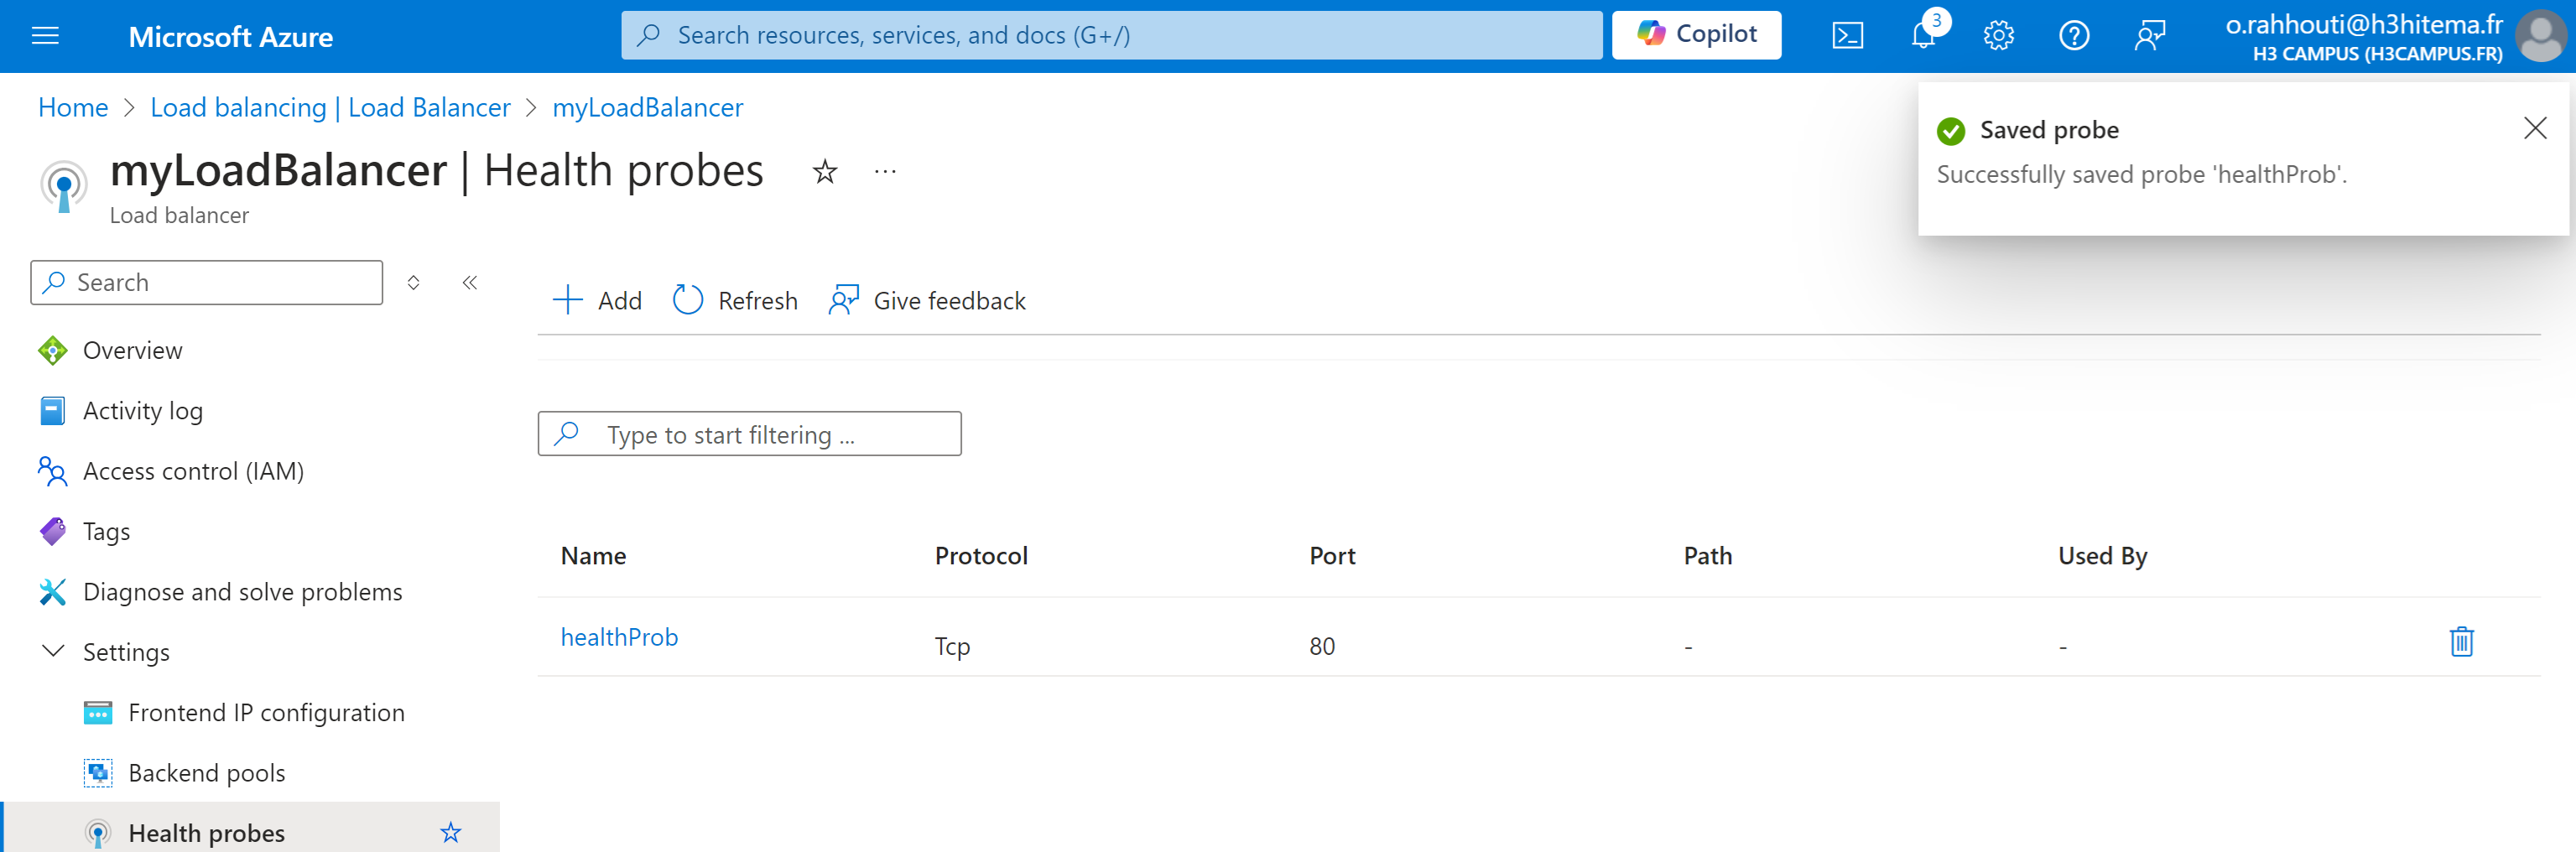 Microsoft Azure
Search resources, services, and docs (G+/)
Copilot
3
o.rahhouti@h3hitema.fr
H3 CAMPUS (H3CAMPUS.FR)
Home > Load balancing | Load Balancer > myLoadBalancer
myLoadBalancer | Health probes
Load balancer
Saved probe
Successfully saved probe 'healthProb'.
Search
Overview
Activity log
Access control (IAM)
Tags
Diagnose and solve problems
Settings
Frontend IP configuration
Backend pools
Health probes
Add Refresh Give feedback
Type to start filtering ...
Name Protocol Port Path Used By
healthProb Tcp 80 - -